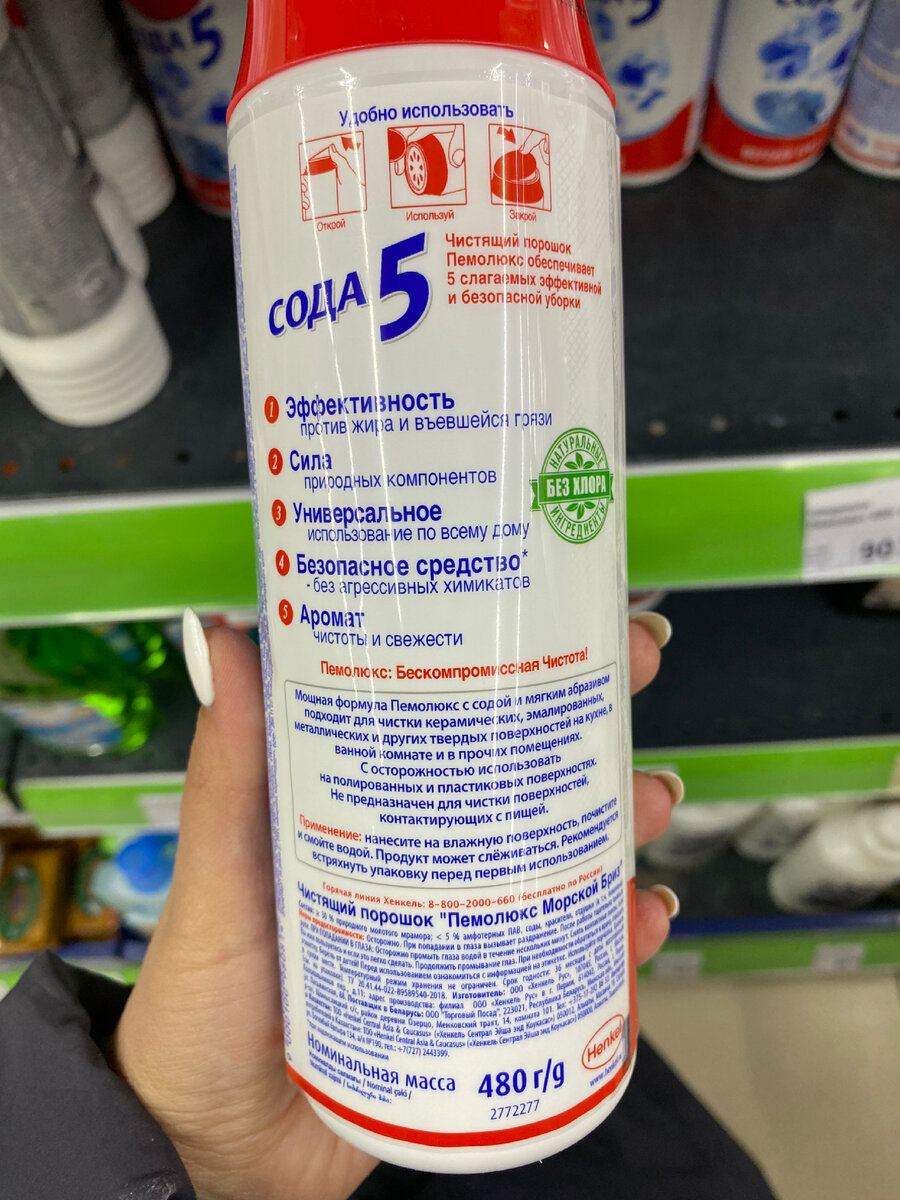 СОДА 5
5
СОДА
Удобно использовать
Открой
Используй
Закрой
СОДА 5
Чистящий порошок
Пемолюкс обеспечивает
5 слагаемых эффективной
и безопасной уборки
1 Эффективность
против жира и въевшейся грязи
2 Сила
природных компонентов
3 Универсальное
использование по всему дому
4 Безопасное средство*
- без агрессивных химикатов
5 Аромат
чистоты и свежести
НАТУРАЛЬНЫЕ
БЕЗ ХЛОРА
ИНГРЕДИЕНТЫ
90
Пемолюкс: Бескомпромиссная Чистота!
Мощная формула Пемолюкс с содой и мягким абразивом
подходит для чистки керамических, эмалированных,
металлических и других твердых поверхностей на кухне, в
ванной комнате и в прочих помещениях.
С осторожностью использовать
на полированных и пластиковых поверхностях.
Не предназначен для чистки поверхностей,
контактирующих с пищей.
Применение: нанесите на влажную поверхность, почистите
и смойте водой. Продукт может слёживаться. Рекомендуется
встряхнуть упаковку перед первым использованием.
Горячая линия Хенкель: 8-800-2000-660 (бесплатно по России)
Чистящий порошок "Пемолюкс Морской Бриз"
Номинальная масса
480 г/g
2772277
Henkel